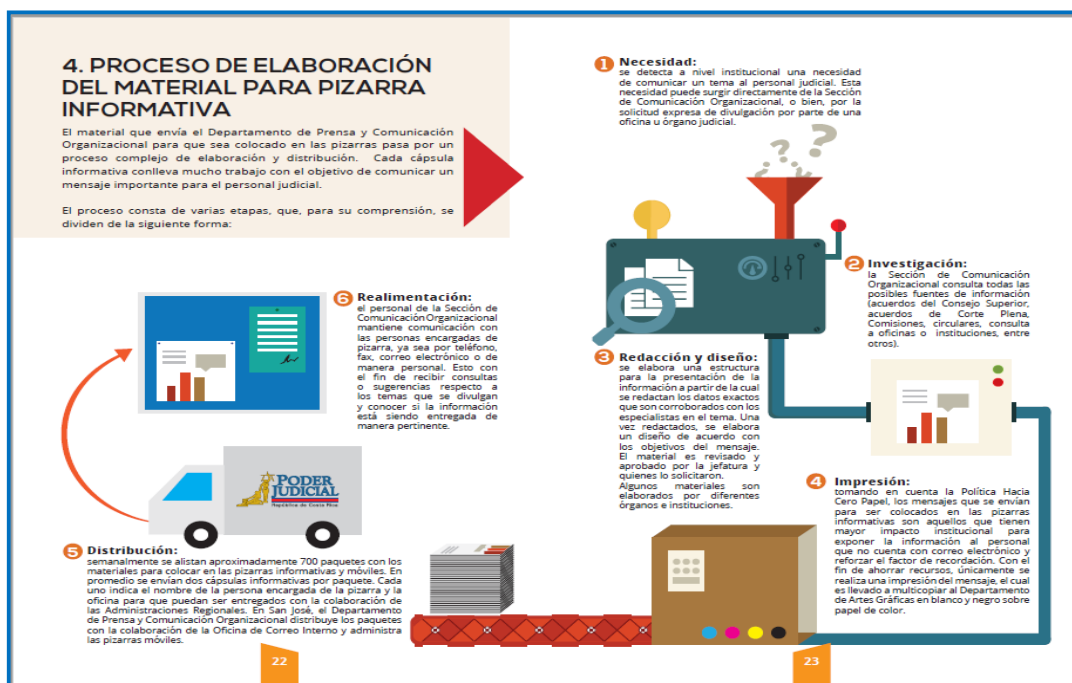 4. PROCESO DE ELABORACIÓN
DEL MATERIAL PARA PIZARRA
INFORMATIVA
El material que envía el Departamento de Prensa y Comunicación
Organizacional para que sea colocado en las pizarras pasa por un
proceso complejo de elaboración y distribución. Cada cápsula
informativa conlleva mucho trabajo con el objetivo de comunicar un
mensaje importante para el personal judicial.
El proceso consta de varias etapas, que, para su comprensión, se
dividen de la siguiente forma:
1 Necesidad:
se detecta a nivel institucional una necesidad
de comunicar un tema al personal judicial. Esta
necesidad puede surgir directamente de la Sección
de Comunicación Organizacional, o bien, por la
solicitud expresa de divulgación por parte de una
oficina u órgano judicial.
? ? ? ?
2 Investigación:
la Sección de Comunicación
Organizacional consulta todas las
posibles fuentes de información
(acuerdos del Consejo Superior,
acuerdos de Corte Plena,
Comisiones, circulares, consulta
a oficinas o instituciones, entre
otros).
3 Redacción y diseño:
se elabora una estructura
para la presentación de la
información a partir de la cual
se redactan los datos exactos
que son corroborados con los
especialistas en el tema. Una
vez redactados, se elabora
un diseño de acuerdo con
los objetivos del mensaje.
El material es revisado y
aprobado por la jefatura y
quienes lo solicitaron.
Algunos materiales son
elaborados por diferentes
órganos e instituciones.
4 Impresión:
tomando en cuenta la Política Hacia
Cero Papel, los mensajes que se envían
para ser colocados en las pizarras
informativas son aquellos que tienen
mayor impacto institucional para
exponer la información al personal
que no cuenta con correo electrónico y
reforzar el factor de recordación. Con el
fin de ahorrar recursos, únicamente se
realiza una impresión del mensaje, el cual
es llevado a multicopiar al Departamento
de Artes Gráficas en blanco y negro sobre
papel de color.
5 Distribución:
semanalmente se alistan aproximadamente 700 paquetes con los
materiales para colocar en las pizarras informativas y móviles. En
promedio se envían dos cápsulas informativas por paquete. Cada
uno indica el nombre de la persona encargada de la pizarra y la
oficina para que puedan ser entregados con la colaboración de
las Administraciones Regionales. En San José, el Departamento
de Prensa y Comunicación Organizacional distribuye los paquetes
con la colaboración de la Oficina de Correo Interno y administra
las pizarras móviles.
6 Realimentación:
el personal de la Sección de
Comunicación Organizacional
mantiene comunicación con
las personas encargadas de
pizarra, ya sea por teléfono,
fax, correo electrónico o de
manera personal. Esto con
el fin de recibir consultas
o sugerencias respecto a
los temas que se divulgan
y conocer si la información
está siendo entregada de
manera pertinente.
PODER
JUDICIAL
República de Costa Rica
22
23